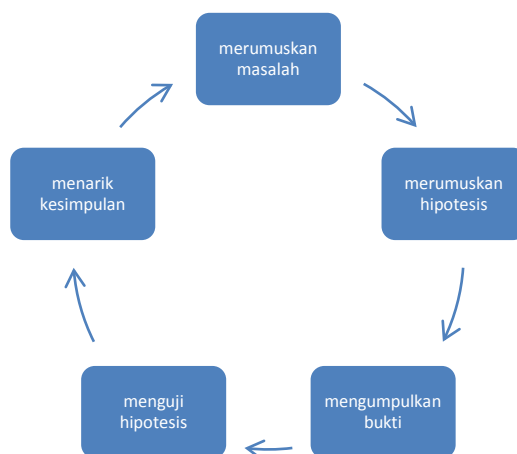 merumuskan
masalah
merumuskan
hipotesis
mengumpulkan
bukti
menguji
hipotesis
menarik
kesimpulan